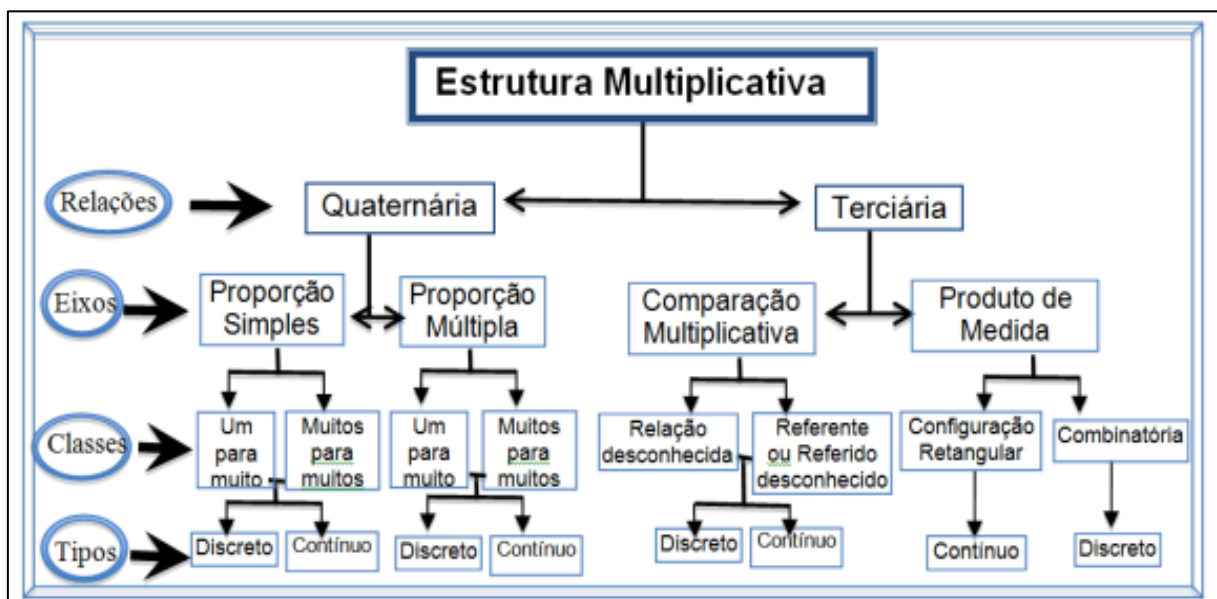 Estrutura Multiplicativa
Relações
Quaternária
Terciária
Eixos
Proporção
Simples
Proporção
Múltipla
Comparação
Multiplicativa
Produto de
Medida
Classes
Um
para
muito
Muitos
para
muitos
Um
para
muito
Muitos
para
muitos
Relação
desconhecida
Referente
ou Referido
desconhecido
Configuração
Retangular
Combinatória
Tipos
Discreto
Contínuo
Discreto
Contínuo
Discreto
Contínuo
Contínuo
Discreto